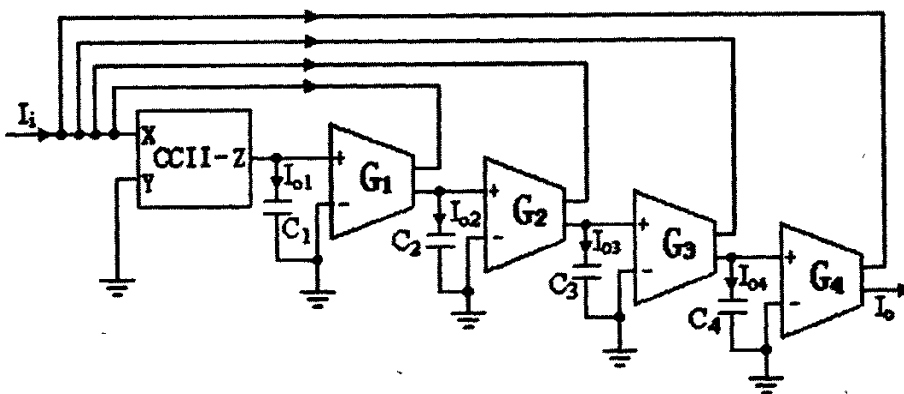 Ii
X
CCII-Z
Y
Io1
C1
+
-
G1
Io2
C2
+
-
G2
Io3
C3
+
-
G3
Io4
C4
+
-
G4
Io